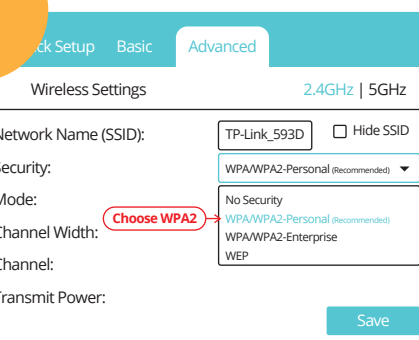 ck Setup Basic Advanced
Wireless Settings 2.4GHz | 5GHz
Network Name (SSID): TP-Link_593D Hide SSID
Security: WPA/WPA2-Personal (Recommended)
Mode: No Security
Choose WPA2 WPA/WPA2-Personal (Recommended)
Channel Width: WPA/WPA2-Enterprise
Channel: WEP
Transmit Power:
Save